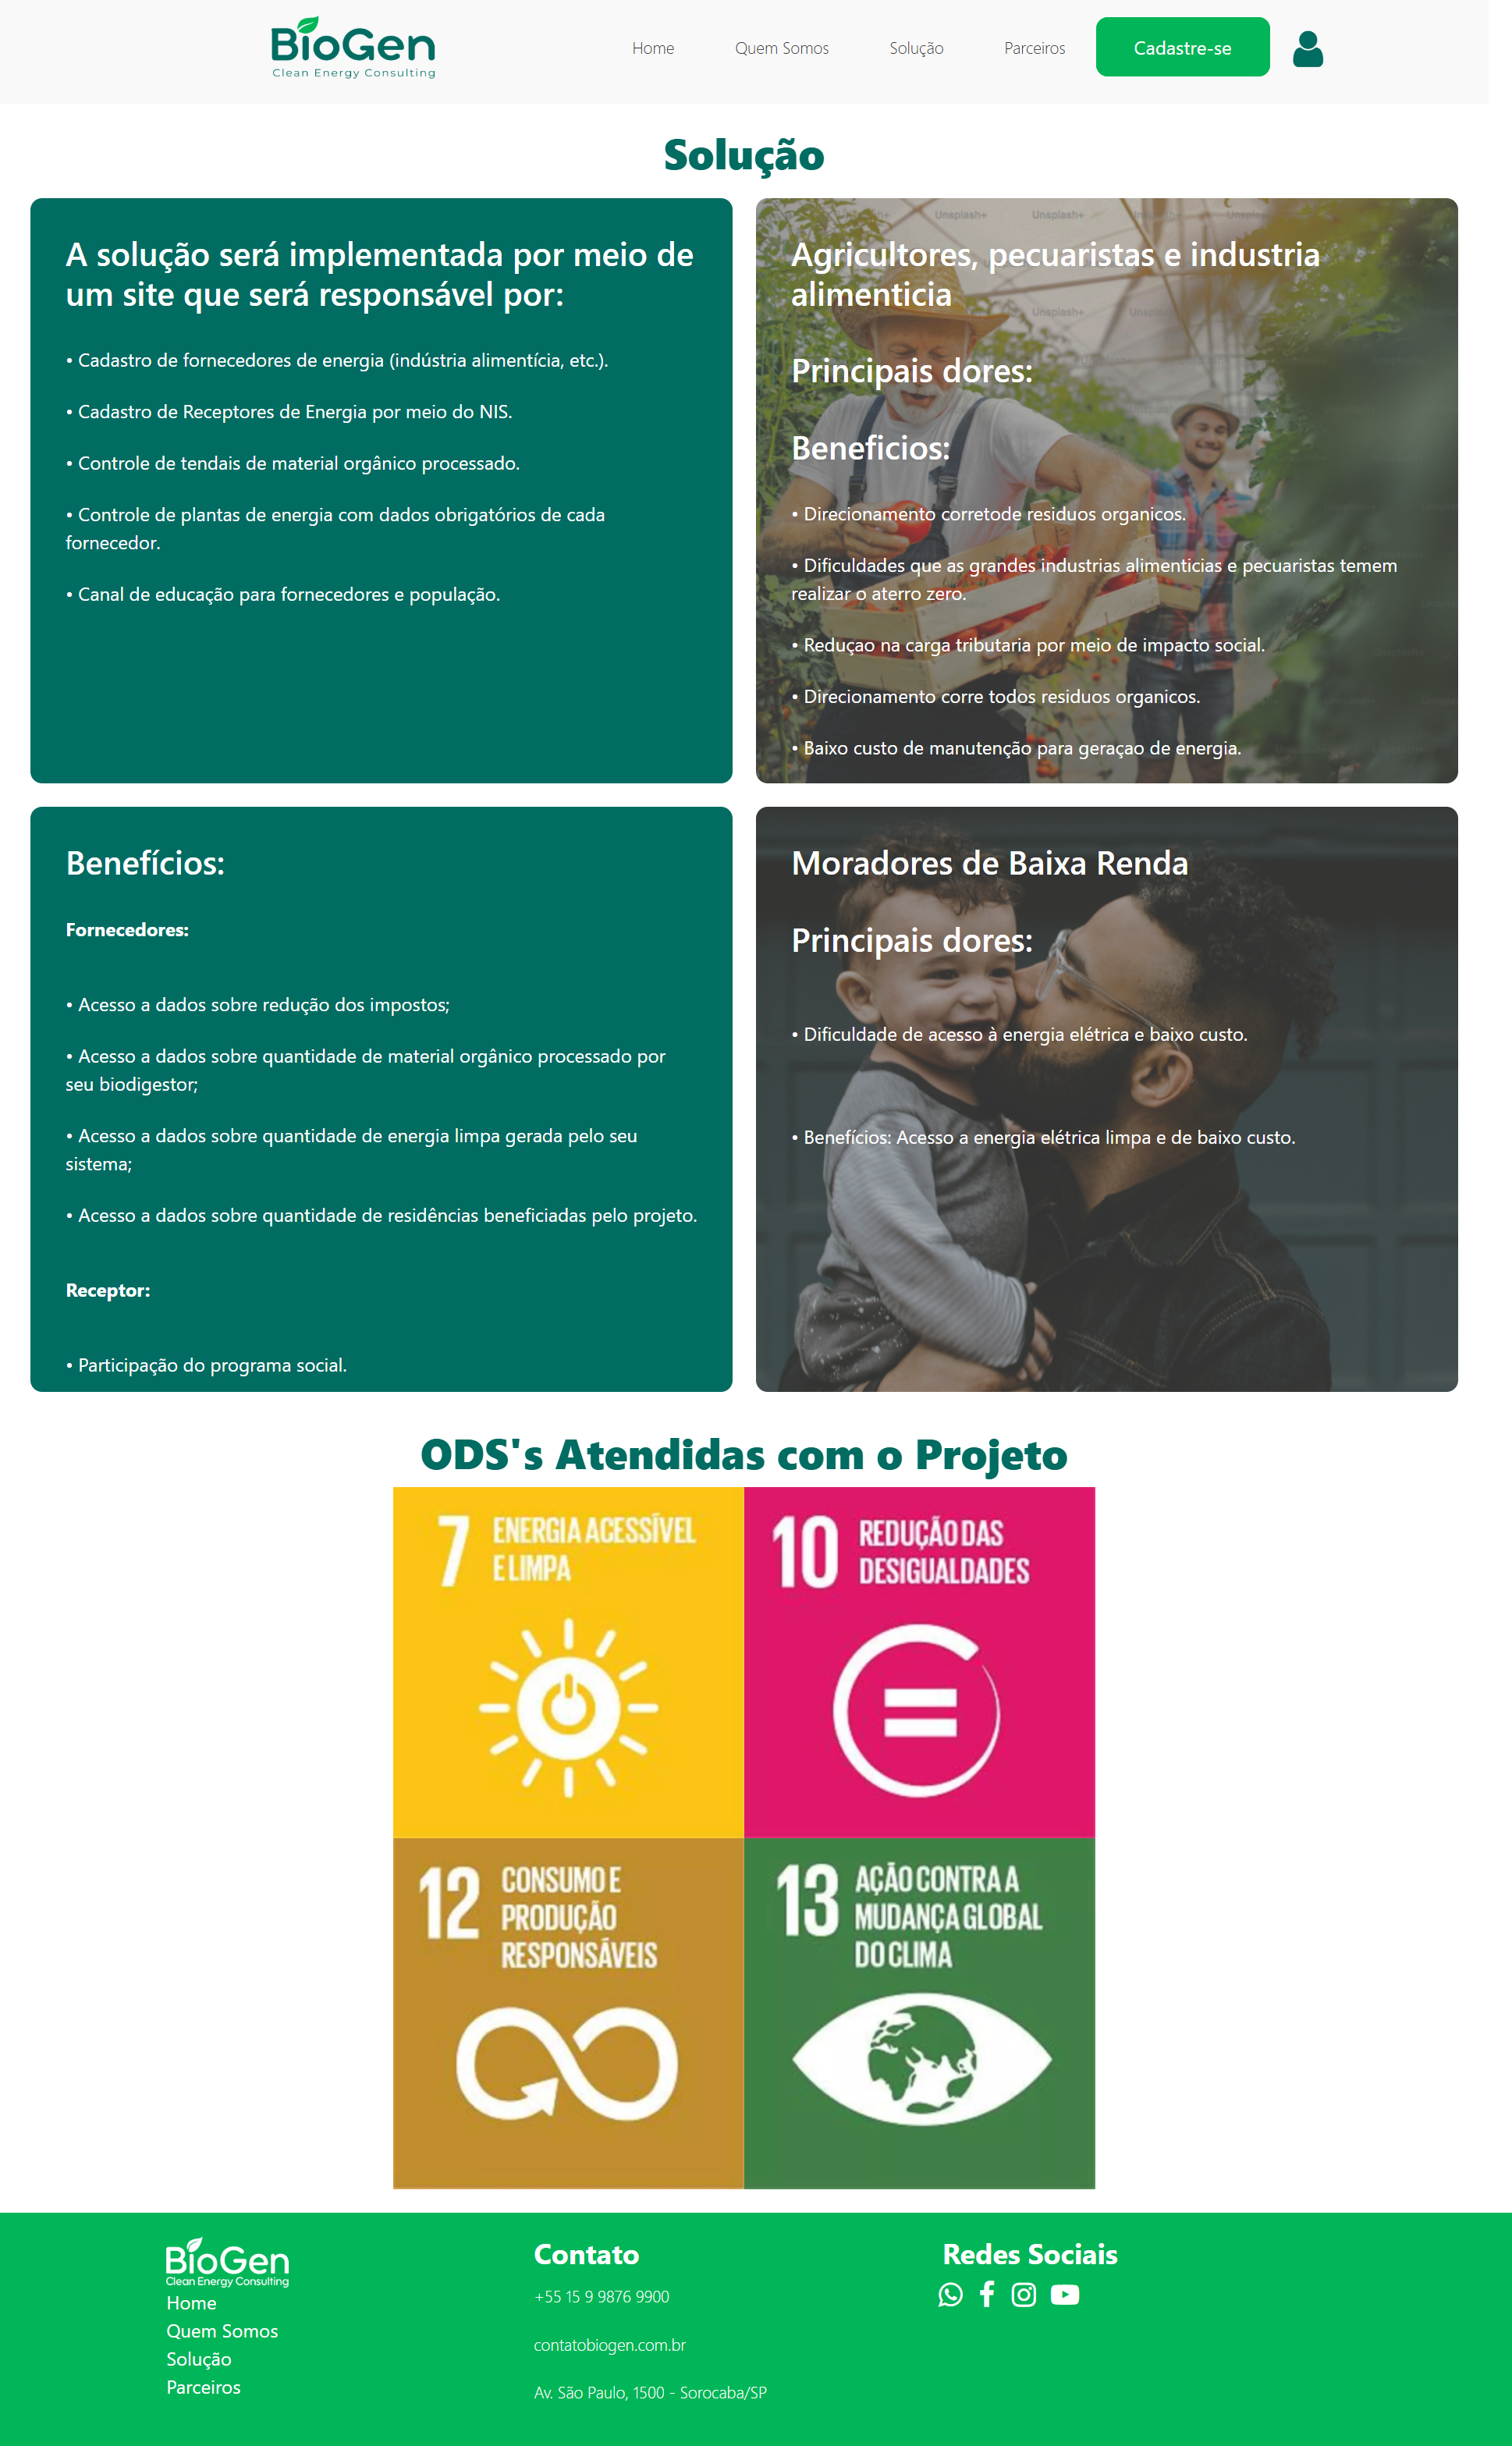 BioGen
Clean Energy Consulting
Home
Quem Somos
Solução
Parceiros
Cadastre-se
Solução
A solução será implementada por meio de
um site que será responsável por:
• Cadastro de fornecedores de energia (indústria alimentícia, etc.).
• Cadastro de Receptores de Energia por meio do NIS.
• Controle de tendais de material orgânico processado.
• Controle de plantas de energia com dados obrigatórios de cada
fornecedor.
• Canal de educação para fornecedores e população.
Agricultores, pecuaristas e industria
alimenticia
Principais dores:
Beneficios:
• Direcionamento corretode residuos organicos.
• Dificuldades que as grandes industrias alimenticias e pecuaristas temem
realizar o aterro zero.
• Reduçao na carga tributaria por meio de impacto social.
• Direcionamento corre todos residuos organicos.
• Baixo custo de manutenção para geraçao de energia.
Unsplash+
Unsplash+
Unsplash+
Unsplash+
Benefícios:
Fornecedores:
• Acesso a dados sobre redução dos impostos;
• Acesso a dados sobre quantidade de material orgânico processado por
seu biodigestor;
• Acesso a dados sobre quantidade de energia limpa gerada pelo seu
sistema;
• Acesso a dados sobre quantidade de residências beneficiadas pelo projeto.
Receptor:
• Participação do programa social.
Moradores de Baixa Renda
Principais dores:
• Dificuldade de acesso à energia elétrica e baixo custo.
• Benefícios: Acesso a energia elétrica limpa e de baixo custo.
ODS's Atendidas com o Projeto
7 ENERGIA ACESSÍVEL
E LIMPA
10 REDUÇÃO DAS
DESIGUALDADES
12 CONSUMO E
PRODUÇÃO
RESPONSÁVEIS
13 AÇÃO CONTRA A
MUDANÇA GLOBAL
DO CLIMA
BioGen
Clean Energy Consulting
Home
Quem Somos
Solução
Parceiros
Contato
+55 15 9 9876 9900
contatobiogen.com.br
Av. São Paulo, 1500 - Sorocaba/SP
Redes Sociais